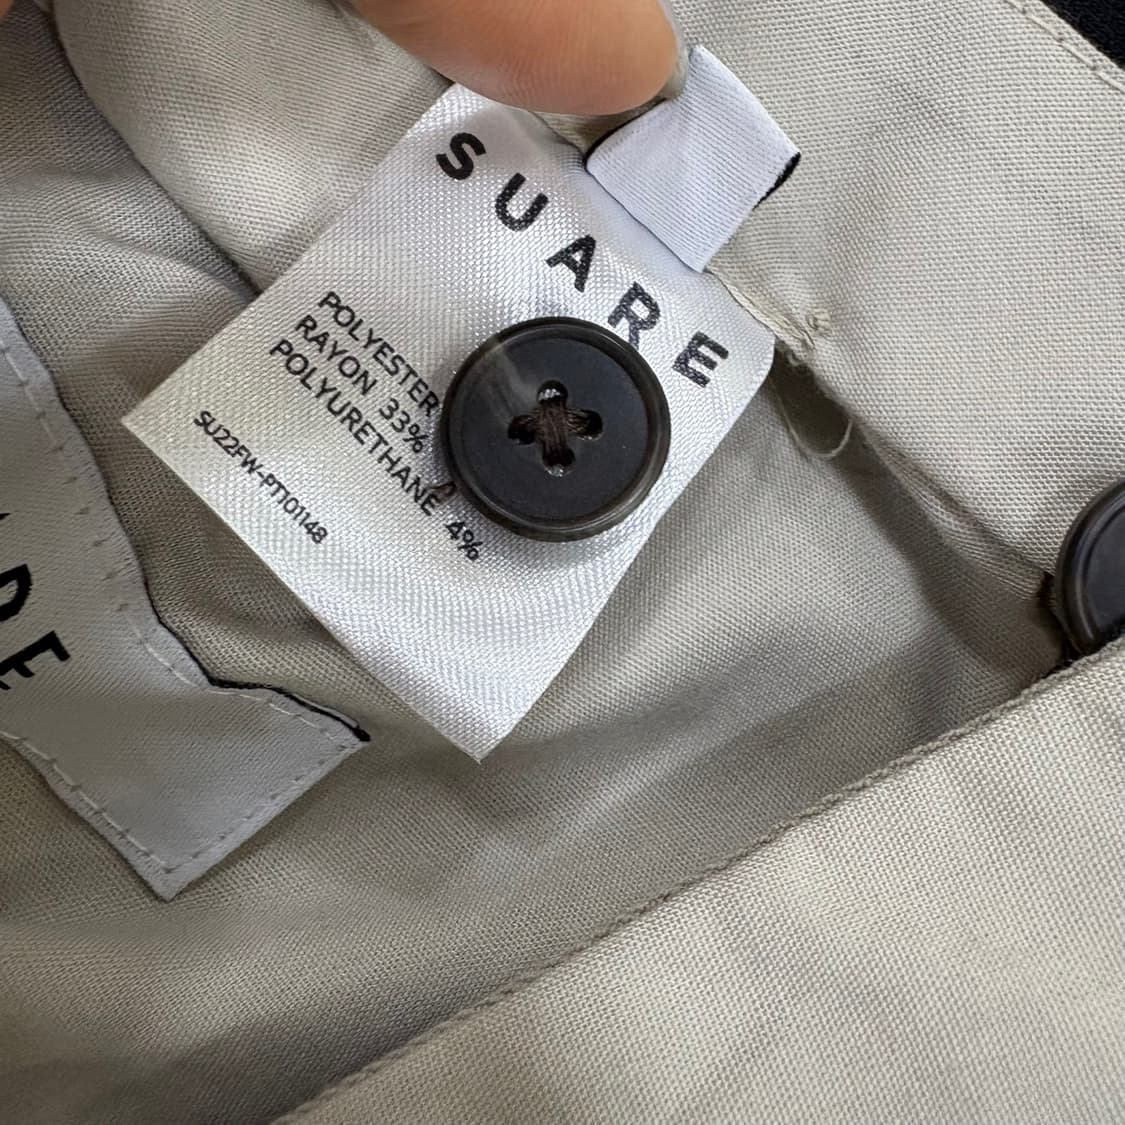 SUARE
POLYESTER
RAYON 33%
POLYURETHANE 4%
SU22FW-PT101148